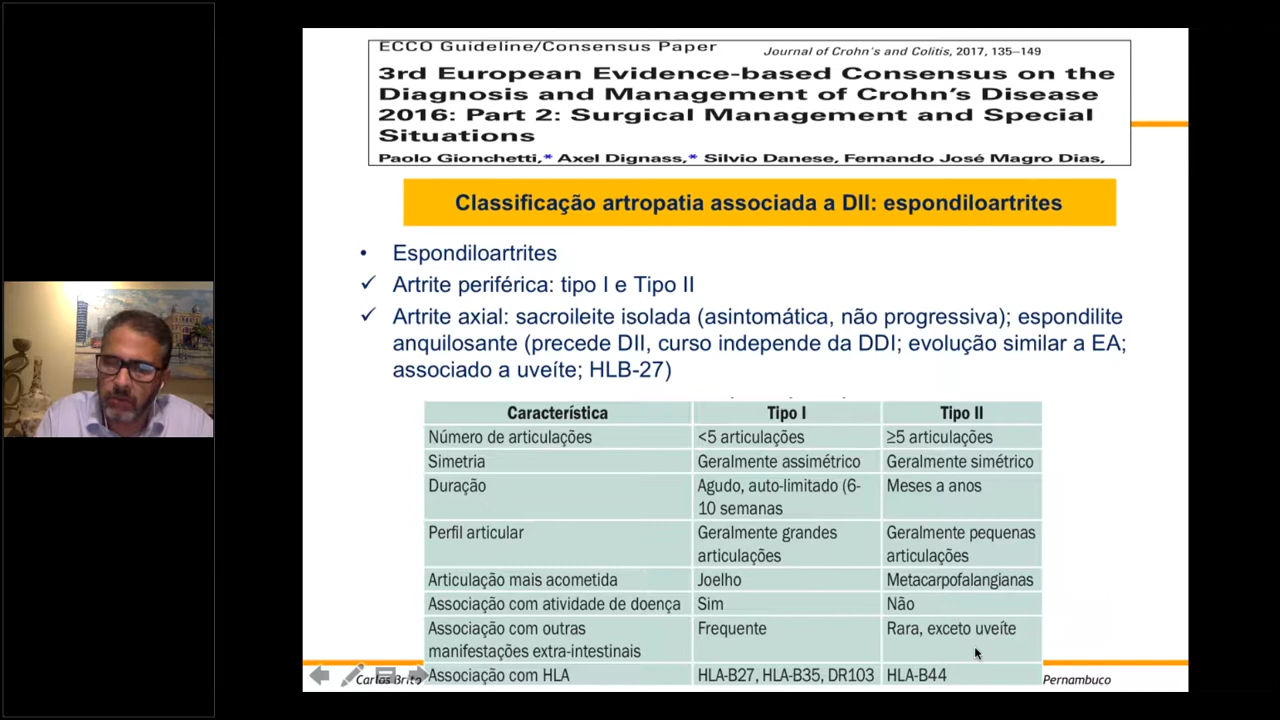 ECCO Guideline/Consensus Paper
Journal of Crohn's and Colitis, 2017, 135–149
3rd European Evidence-based Consensus on the
Diagnosis and Management of Crohn's Disease
2016: Part 2: Surgical Management and Special
Situations
Paolo Gionchetti,* Axel Dignass,* Silvio Danese, Fernando José Magro Dias,
Classificação artropatia associada a DII: espondiloartrites
• Espondiloartrites
✓ Artrite periférica: tipo I e Tipo II
✓ Artrite axial: sacroileite isolada (asintomática, não progressiva); espondilite
anquilosante (precede DII, curso independe da DDI; evolução similar a EA;
associado a uveíte; HLB-27)
Característica Tipo I Tipo II
Número de articulações <5 articulações ≥5 articulações
Simetria Geralmente assimétrico Geralmente simétrico
Duração Agudo, auto-limitado (6- Meses a anos
10 semanas
Perfil articular Geralmente grandes Geralmente pequenas
articulações articulações
Articulação mais acometida Joelho Metacarpofalangianas
Associação com atividade de doença Sim Não
Associação com outras Frequente Rara, exceto uveíte
manifestações extra-intestinais
Associação com HLA HLA-B27, HLA-B35, DR103 HLA-B44
Carlos Brito Pernambuco